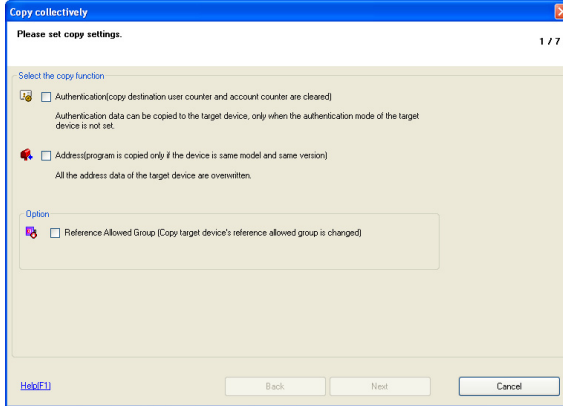 Copy collectively
Please set copy settings.
1 / 7
Select the copy function
Authentication(copy destination user counter and account counter are cleared)
Authentication data can be copied to the target device, only when the authentication mode of the target
device is not set.
Address(program is copied only if the device is same model and same version)
All the address data of the target device are overwritten.
Option
Reference Allowed Group (Copy target device's reference allowed group is changed)
Help[F1]
Back
Next
Cancel